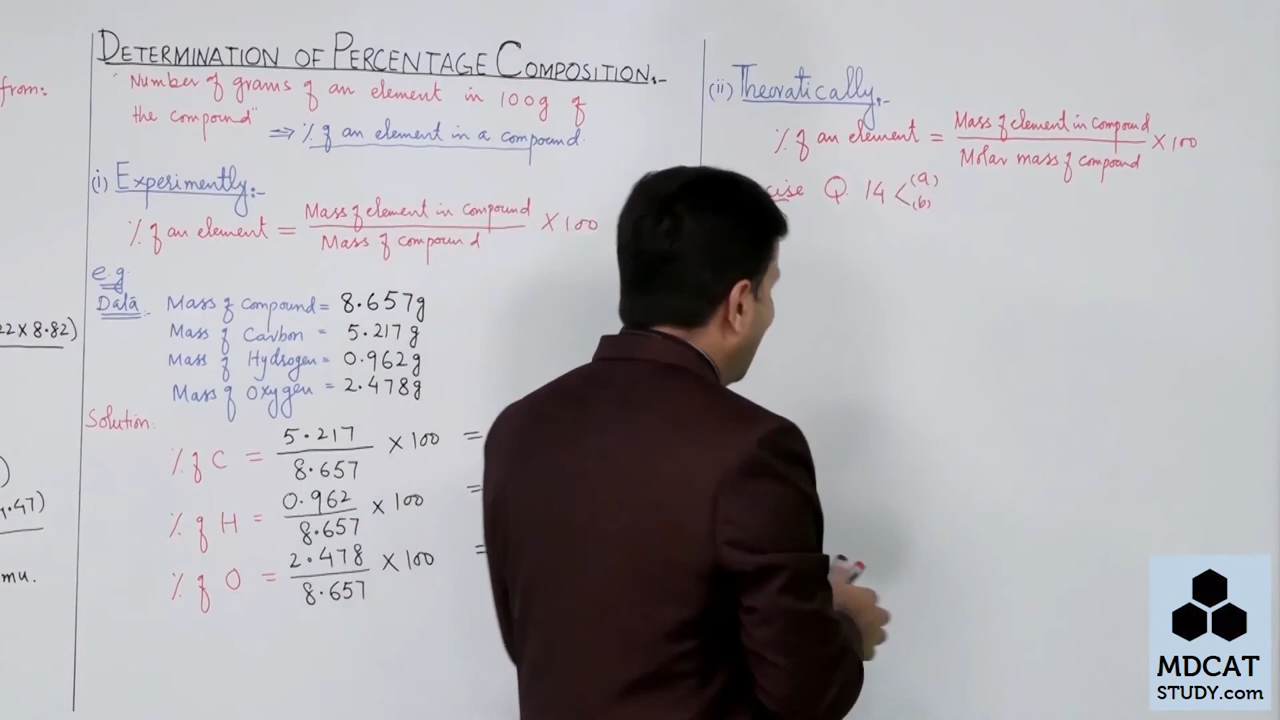 from:
22 x 8.82)
)
4.47)
mu.
DETERMINATION OF PERCENTAGE COMPOSITION:-
"Number of grams of an element in 100g of
the compound" ⇒ % of an element in a compound.
(i) Experimently:-
% of an element = Mass of element in compound / Mass of compound × 100
e.g
Data:- Mass of compound = 8.657g
Mass of Carbon = 5.217g
Mass of Hydrogen = 0.962g
Mass of Oxygen = 2.478g
Solution:
% of C = 5.217 / 8.657 × 100 =
% of H = 0.962 / 8.657 × 100 =
% of O = 2.478 / 8.657 × 100 =
(ii) Theoratically:-
% of an element = Mass of element in compound / Molar mass of compound × 100
cise Q. 14 < (a)
(b)
MDCAT
STUDY.com